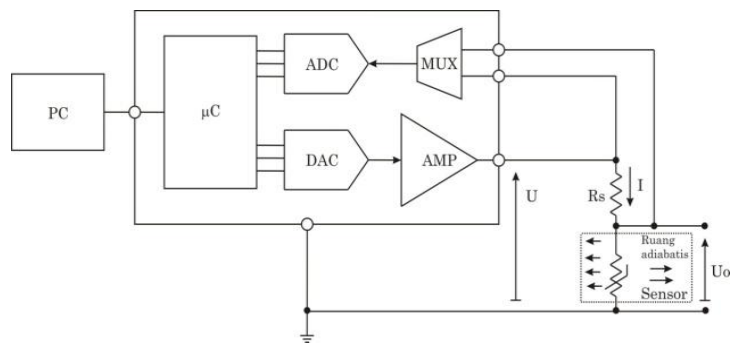 PC
µC
ADC
MUX
DAC
AMP
U
Rs
I
Ruang
adiabatis
Sensor
Uo